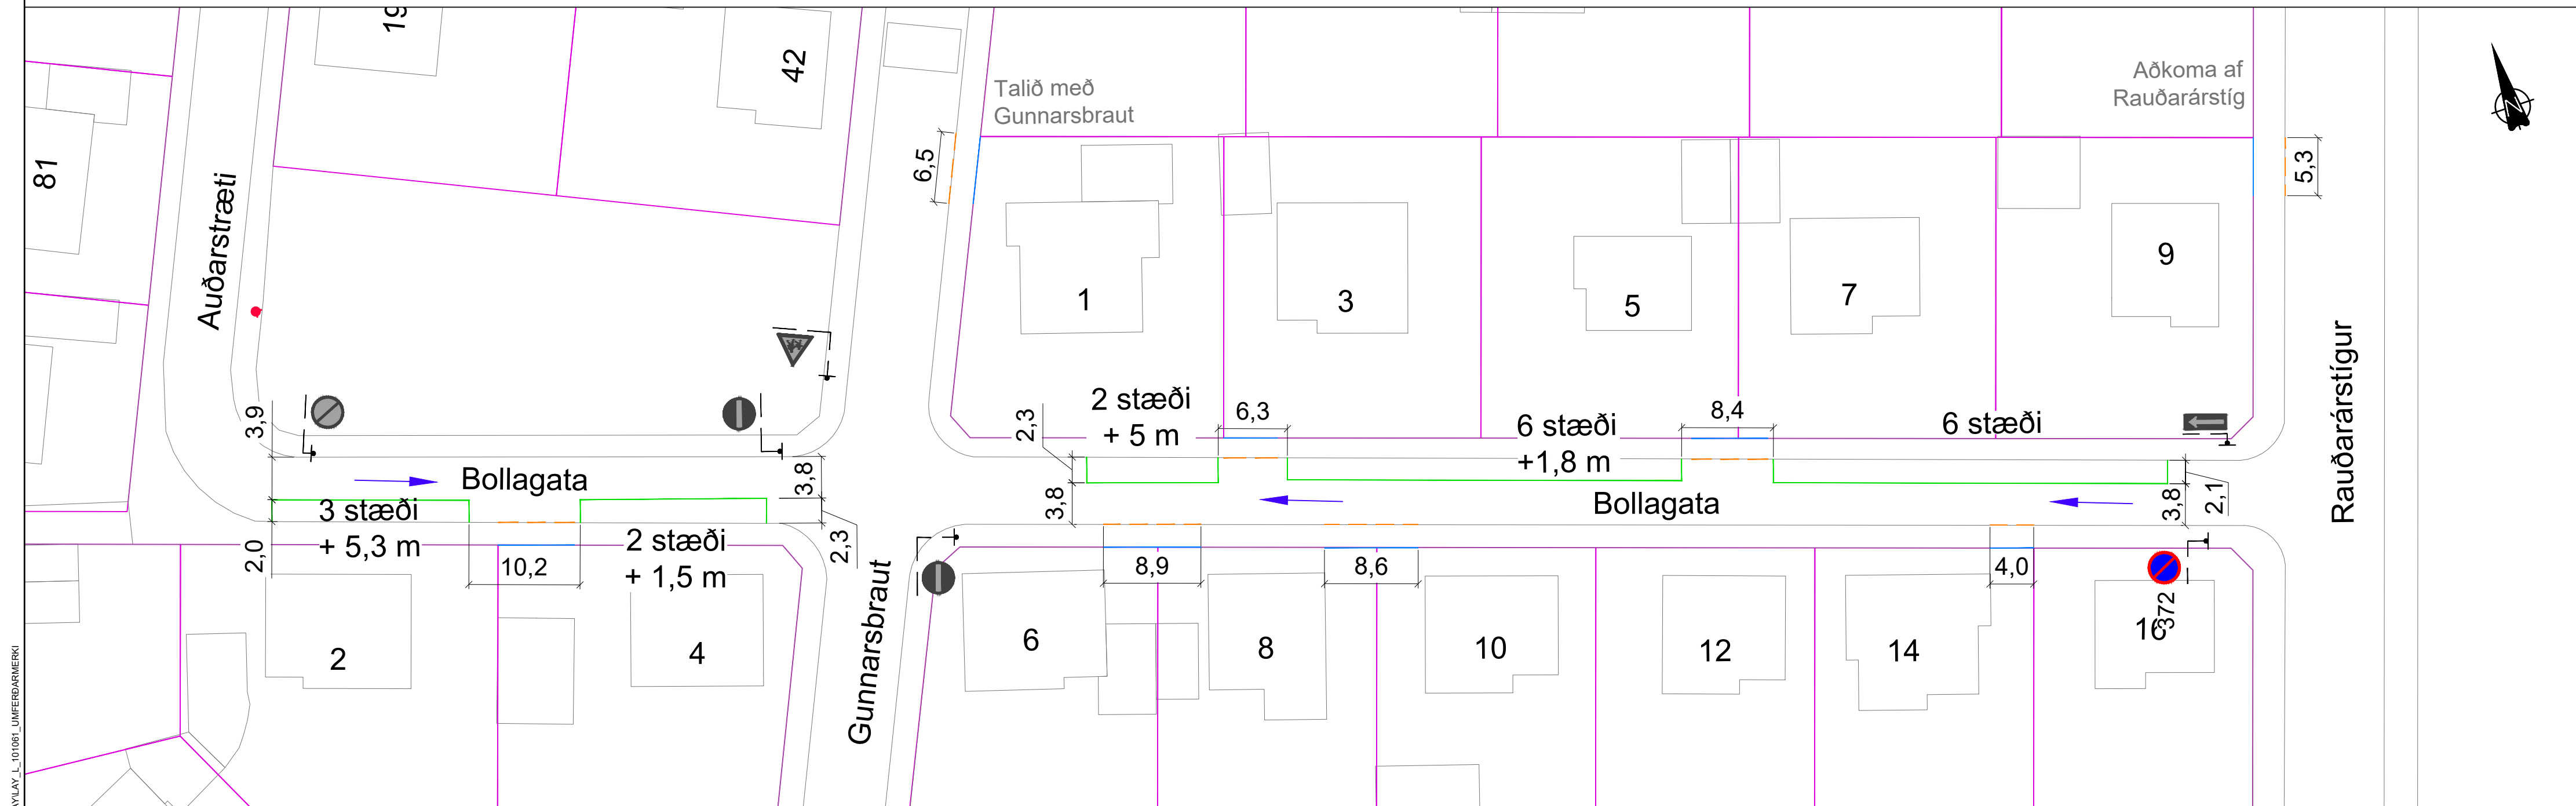 19
42
Talið með
Gunnarsbraut
Aðkoma af
Rauðarárstíg
81
6,5
5,3
Auðarstræti
1
3
5
7
9
3,9
2,3
2 stæði
+ 5 m
6,3
6 stæði
+1,8 m
8,4
6 stæði
Rauðarárstígur
Bollagata
3,8
3,8
Bollagata
3,8
2,1
3 stæði
+ 5,3 m
2,0
10,2
2 stæði
+ 1,5 m
2,3
Gunnarsbraut
8,9
8,6
4,0
372
2
4
6
8
10
12
14
16
N
AY\LAY_L_101061_UMFERÐARMERKI